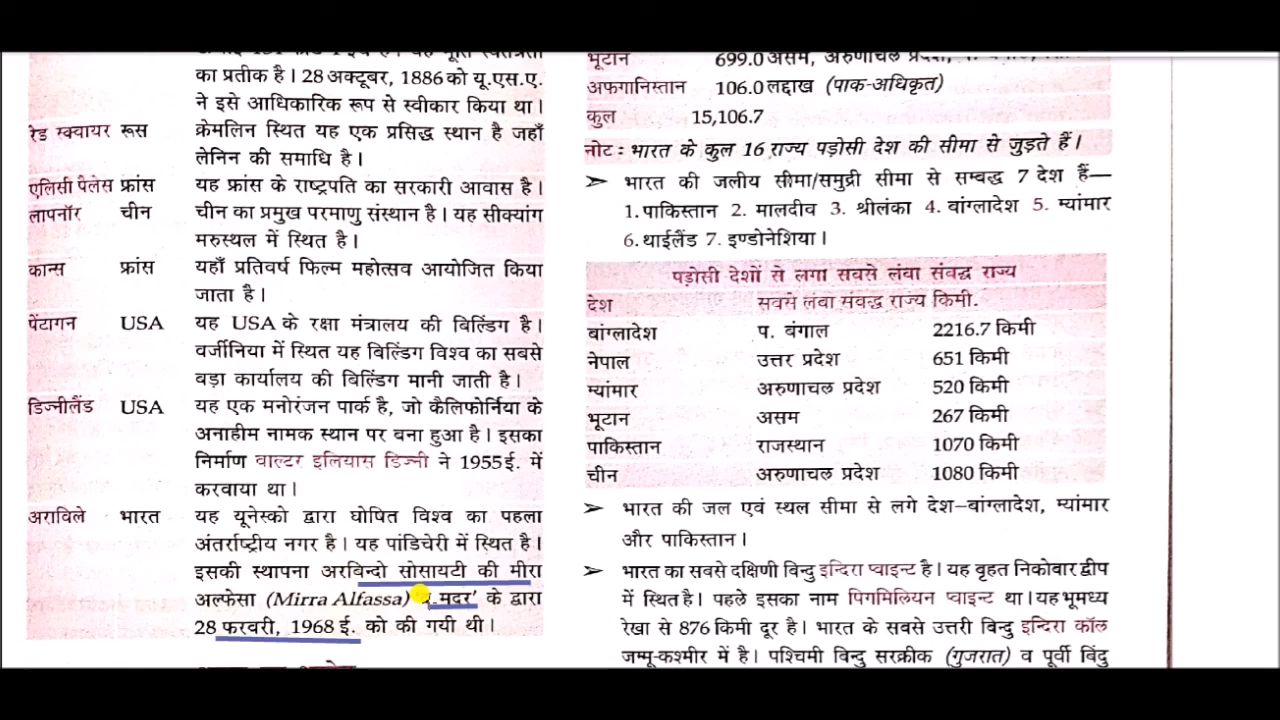 का प्रतीक है। 28 अक्टूबर, 1886 को यू.एस.ए.
ने इसे आधिकारिक रूप से स्वीकार किया था।
रेड स्क्वायर रूस क्रेमलिन स्थित यह एक प्रसिद्ध स्थान है जहाँ
लेनिन की समाधि है।
एलिसी पैलेस फ्रांस यह फ्रांस के राष्ट्रपति का सरकारी आवास है।
लापनॉर चीन चीन का प्रमुख परमाणु संस्थान है। यह सीक्यांग
मरुस्थल में स्थित है।
कान्स फ्रांस यहाँ प्रतिवर्ष फिल्म महोत्सव आयोजित किया
जाता है।
पेंटागन USA यह USA के रक्षा मंत्रालय की बिल्डिंग है।
वर्जीनिया में स्थित यह बिल्डिंग विश्व का सबसे
बड़ा कार्यालय की बिल्डिंग मानी जाती है।
डिज्नीलैंड USA यह एक मनोरंजन पार्क है, जो कैलिफोर्निया के
अनाहीम नामक स्थान पर बना हुआ है। इसका
निर्माण वाल्टर इलियास डिज्नी ने 1955 ई. में
करवाया था।
अराविले भारत यह यूनेस्को द्वारा घोषित विश्व का पहला
अंतर्राष्ट्रीय नगर है। यह पांडिचेरी में स्थित है।
इसकी स्थापना अरबिन्दो सोसायटी की मीरा
अल्फेसा (Mirra Alfassa) मदर' के द्वारा
28 फरवरी, 1968 ई. को की गयी थी।
भूटान 699.0 असम, अरुणाचल प्रदेश,
अफगानिस्तान 106.0 लद्दाख (पाक-अधिकृत)
कुल 15,106.7
नोट : भारत के कुल 16 राज्य पड़ोसी देश की सीमा से जुड़ते हैं।
➢ भारत की जलीय सीमा/समुद्री सीमा से सम्बद्ध 7 देश हैं—
1. पाकिस्तान 2. मालदीव 3. श्रीलंका 4. बांग्लादेश 5. म्यांमार
6. थाईलैंड 7. इण्डोनेशिया।
पड़ोसी देशों से लगा सबसे लंबा संबद्ध राज्य
देश सबसे लंबा संबद्ध राज्य किमी.
बांग्लादेश प. बंगाल 2216.7 किमी
नेपाल उत्तर प्रदेश 651 किमी
म्यांमार अरुणाचल प्रदेश 520 किमी
भूटान असम 267 किमी
पाकिस्तान राजस्थान 1070 किमी
चीन अरुणाचल प्रदेश 1080 किमी
➢ भारत की जल एवं स्थल सीमा से लगे देश–बांग्लादेश, म्यांमार
और पाकिस्तान।
➢ भारत का सबसे दक्षिणी विन्दु इन्दिरा प्वाइन्ट है। यह वृहत निकोबार द्वीप
में स्थित है। पहले इसका नाम पिगमिलियन प्वाइन्ट था। यह भूमध्य
रेखा से 876 किमी दूर है। भारत के सबसे उत्तरी बिन्दु इन्दिरा कॉल
जम्मू-कश्मीर में है। पश्चिमी बिन्दु सरक्रीक (गुजरात) व पूर्वी बिंदु